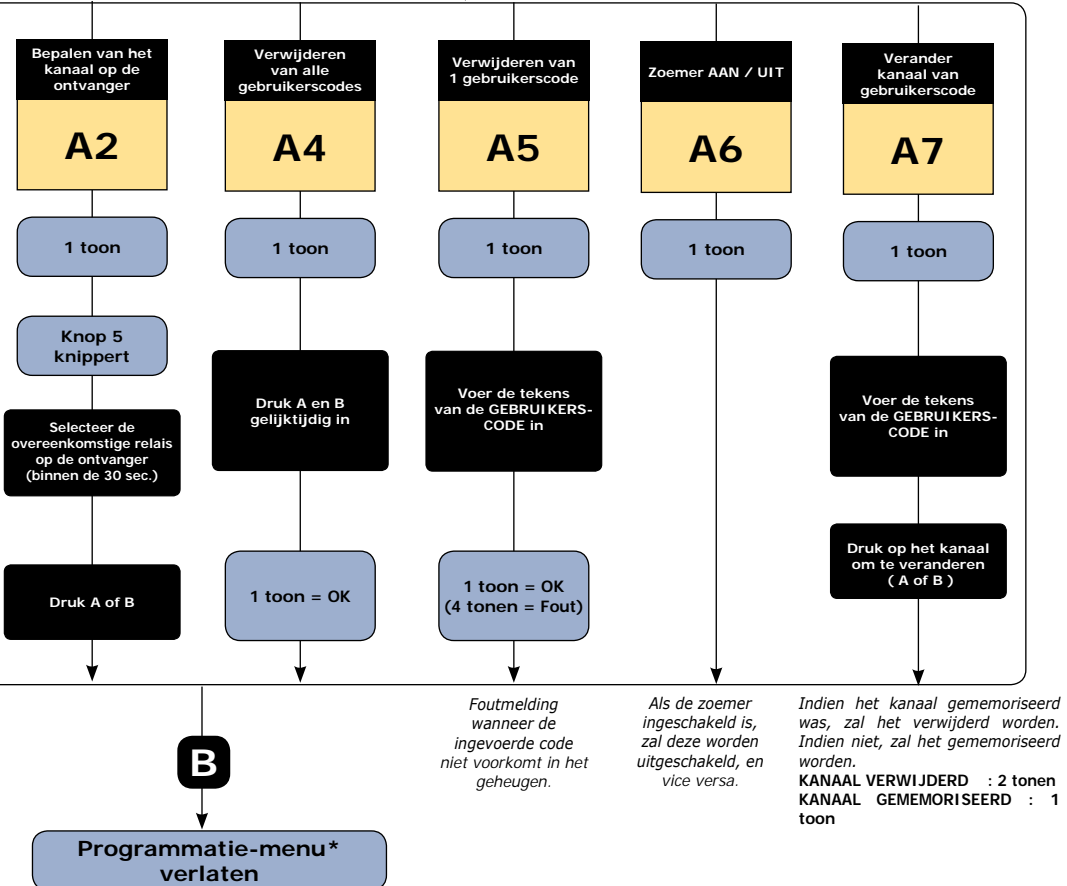 Bepalen van het
kanaal op de
ontvanger
A2
1 toon
Knop 5
knippert
Selecteer de
overeenkomstige relais
op de ontvanger
(binnen de 30 sec.)
Druk A of B
Verwijderen
van alle
gebruikerscodes
A4
1 toon
Druk A en B
gelijktijdig in
1 toon = OK
Verwijderen van
1 gebruikerscode
A5
1 toon
Voer de tekens
van de GEBRUIKERS-
CODE in
1 toon = OK
(4 tonen = Fout)
Foutmelding
wanneer de
ingevoerde code
niet voorkomt in het
geheugen.
Zoemer AAN / UIT
A6
1 toon
Als de zoemer
ingeschakeld is,
zal deze worden
uitgeschakeld, en
vice versa.
Verander
kanaal van
gebruikerscode
A7
1 toon
Voer de tekens
van de GEBRUIKERS-
CODE in
Druk op het kanaal
om te veranderen
( A of B )
Indien het kanaal gememoriseerd
was, zal het verwijderd worden.
Indien niet, zal het gememoriseerd
worden.
KANAAL VERWIJDERD : 2 tonen
KANAAL GEMEMORISEERD : 1
toon
B
Programmatie-menu*
verlaten